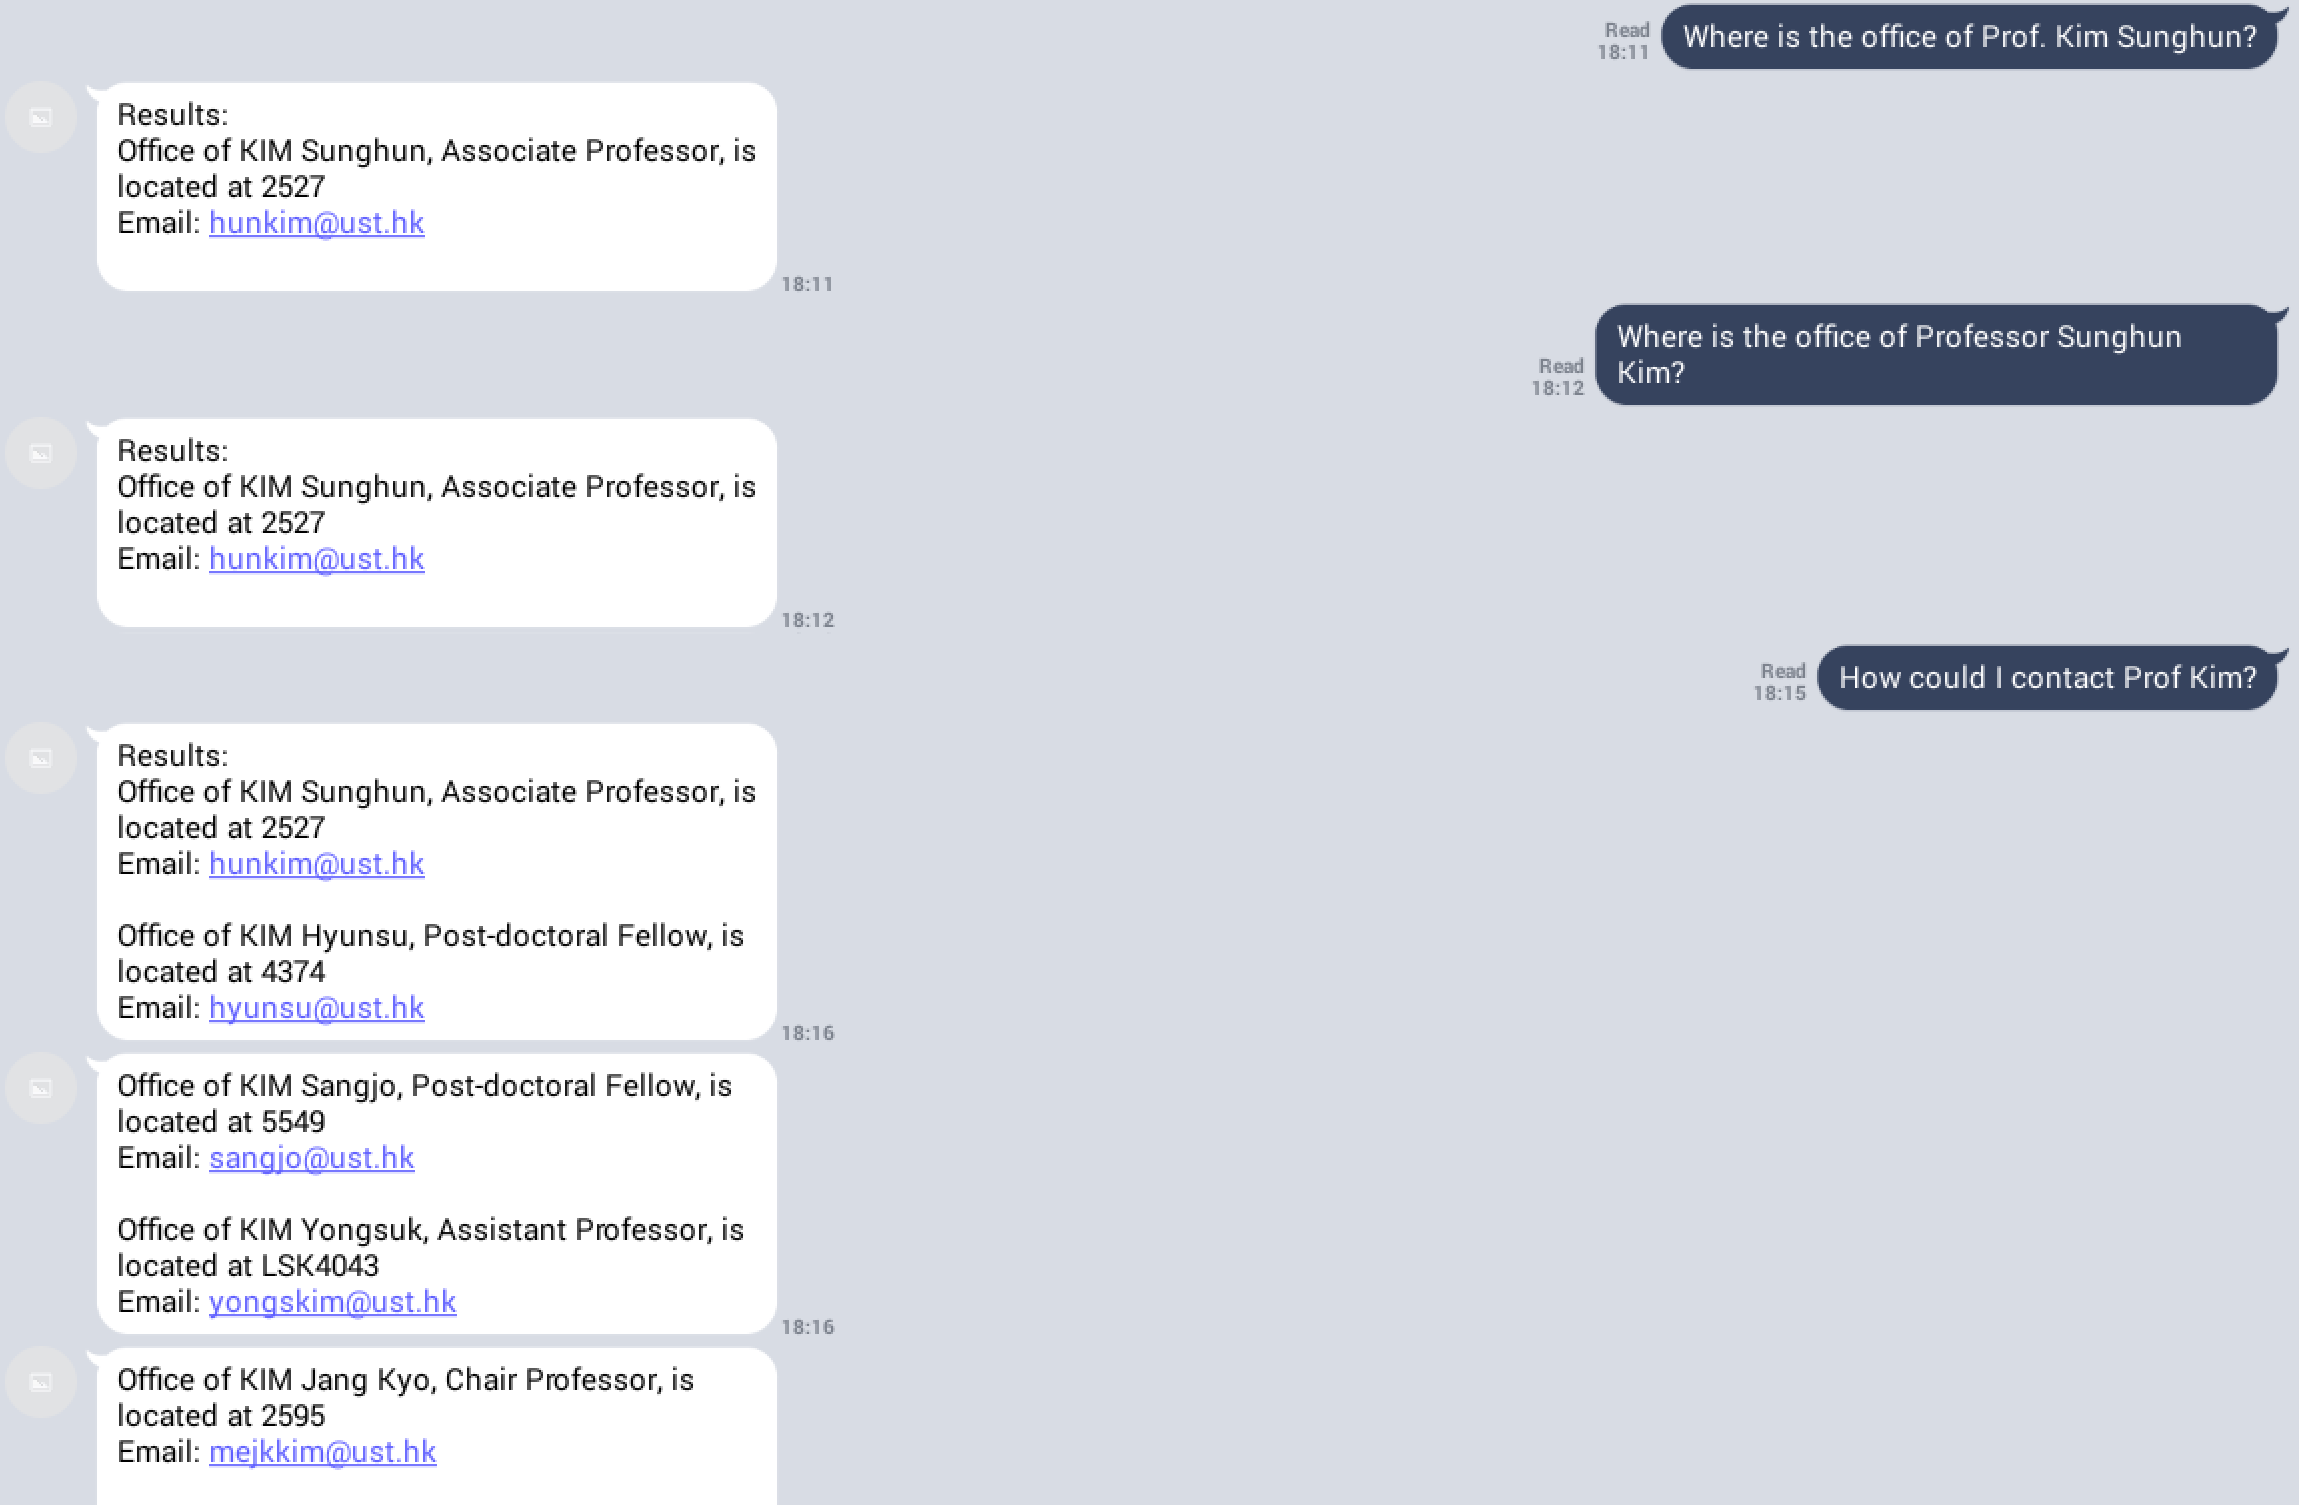 Where is the office of Prof. Kim Sunghun?
Read
18:11
Results:
Office of KIM Sunghun, Associate Professor, is
located at 2527
Email: hunkim@ust.hk
18:11
Where is the office of Professor Sunghun
Kim?
Read
18:12
Results:
Office of KIM Sunghun, Associate Professor, is
located at 2527
Email: hunkim@ust.hk
18:12
How could I contact Prof Kim?
Read
18:15
Results:
Office of KIM Sunghun, Associate Professor, is
located at 2527
Email: hunkim@ust.hk
Office of KIM Hyunsu, Post-doctoral Fellow, is
located at 4374
Email: hyunsu@ust.hk
18:16
Office of KIM Sangjo, Post-doctoral Fellow, is
located at 5549
Email: sangjo@ust.hk
Office of KIM Yongsuk, Assistant Professor, is
located at LSK4043
Email: yongskim@ust.hk
18:16
Office of KIM Jang Kyo, Chair Professor, is
located at 2595
Email: mejkkim@ust.hk